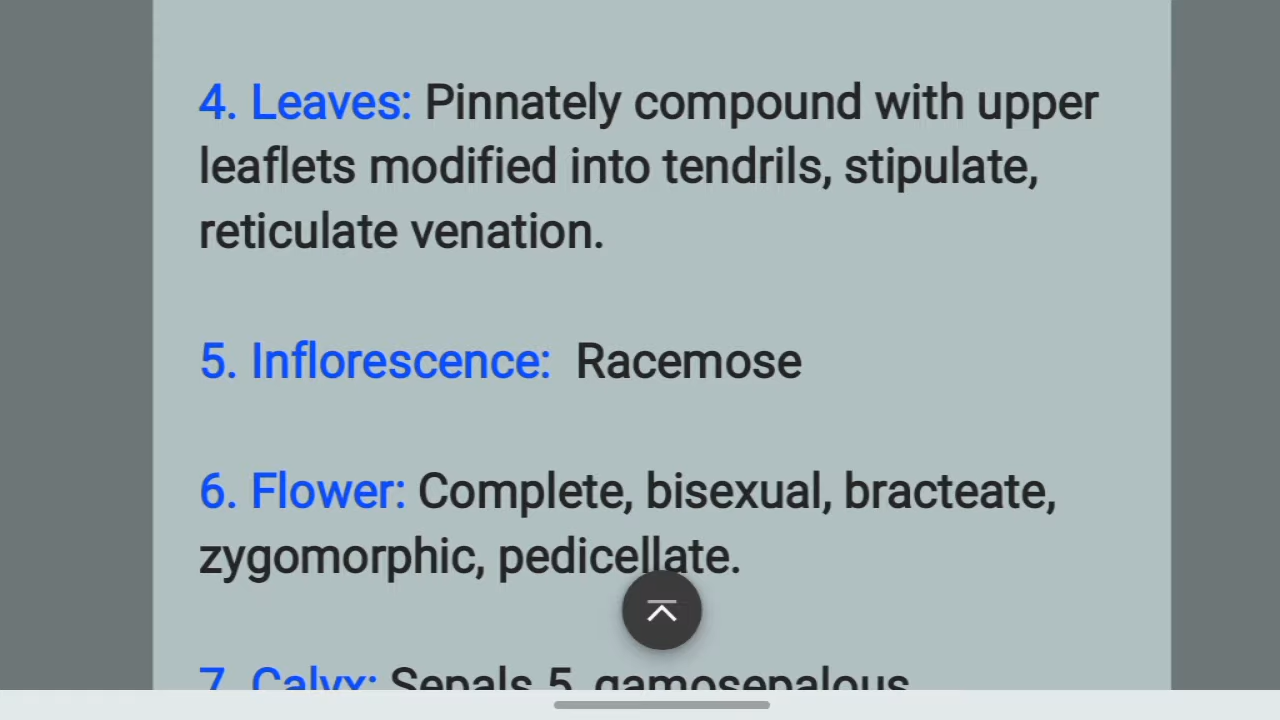 4. Leaves: Pinnately compound with upper
leaflets modified into tendrils, stipulate,
reticulate venation.
5. Inflorescence: Racemose
6. Flower: Complete, bisexual, bracteate,
zygomorphic, pedicellate.
7. Calyx: Sepals 5, gamosepalous